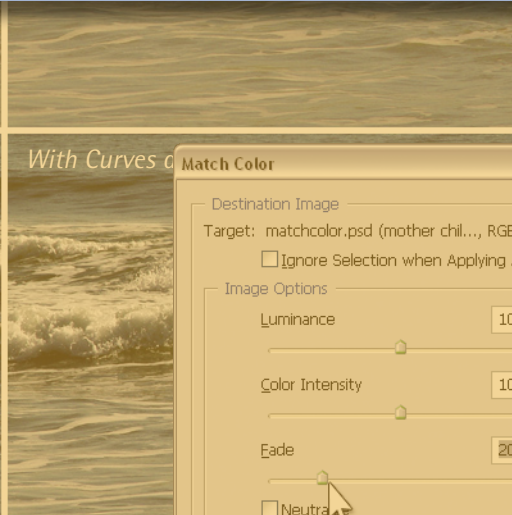 With Curves
Match Color
Destination Image
Target: matchcolor.psd (mother chil..., RGB
Ignore Selection when Applying
Image Options
Luminance
10
Color Intensity
10
Fade
20
Neutra